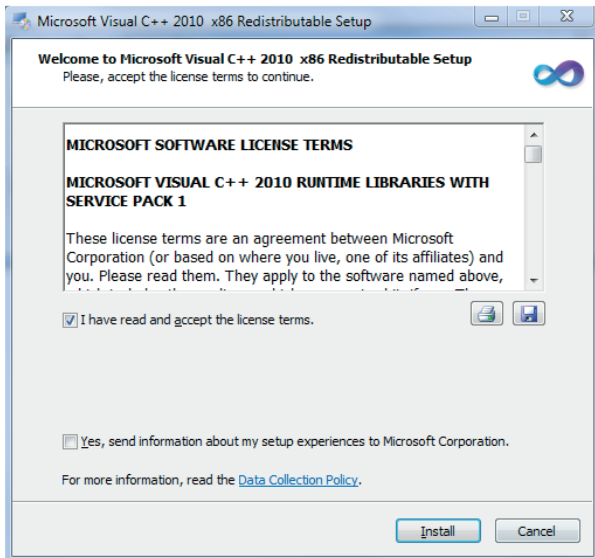 Microsoft Visual C++ 2010 x86 Redistributable Setup
Welcome to Microsoft Visual C++ 2010 x86 Redistributable Setup
Please, accept the license terms to continue.
MICROSOFT SOFTWARE LICENSE TERMS
MICROSOFT VISUAL C++ 2010 RUNTIME LIBRARIES WITH
SERVICE PACK 1
These license terms are an agreement between Microsoft
Corporation (or based on where you live, one of its affiliates) and
you. Please read them. They apply to the software named above,
I have read and accept the license terms.
Yes, send information about my setup experiences to Microsoft Corporation.
For more information, read the Data Collection Policy.
Install Cancel